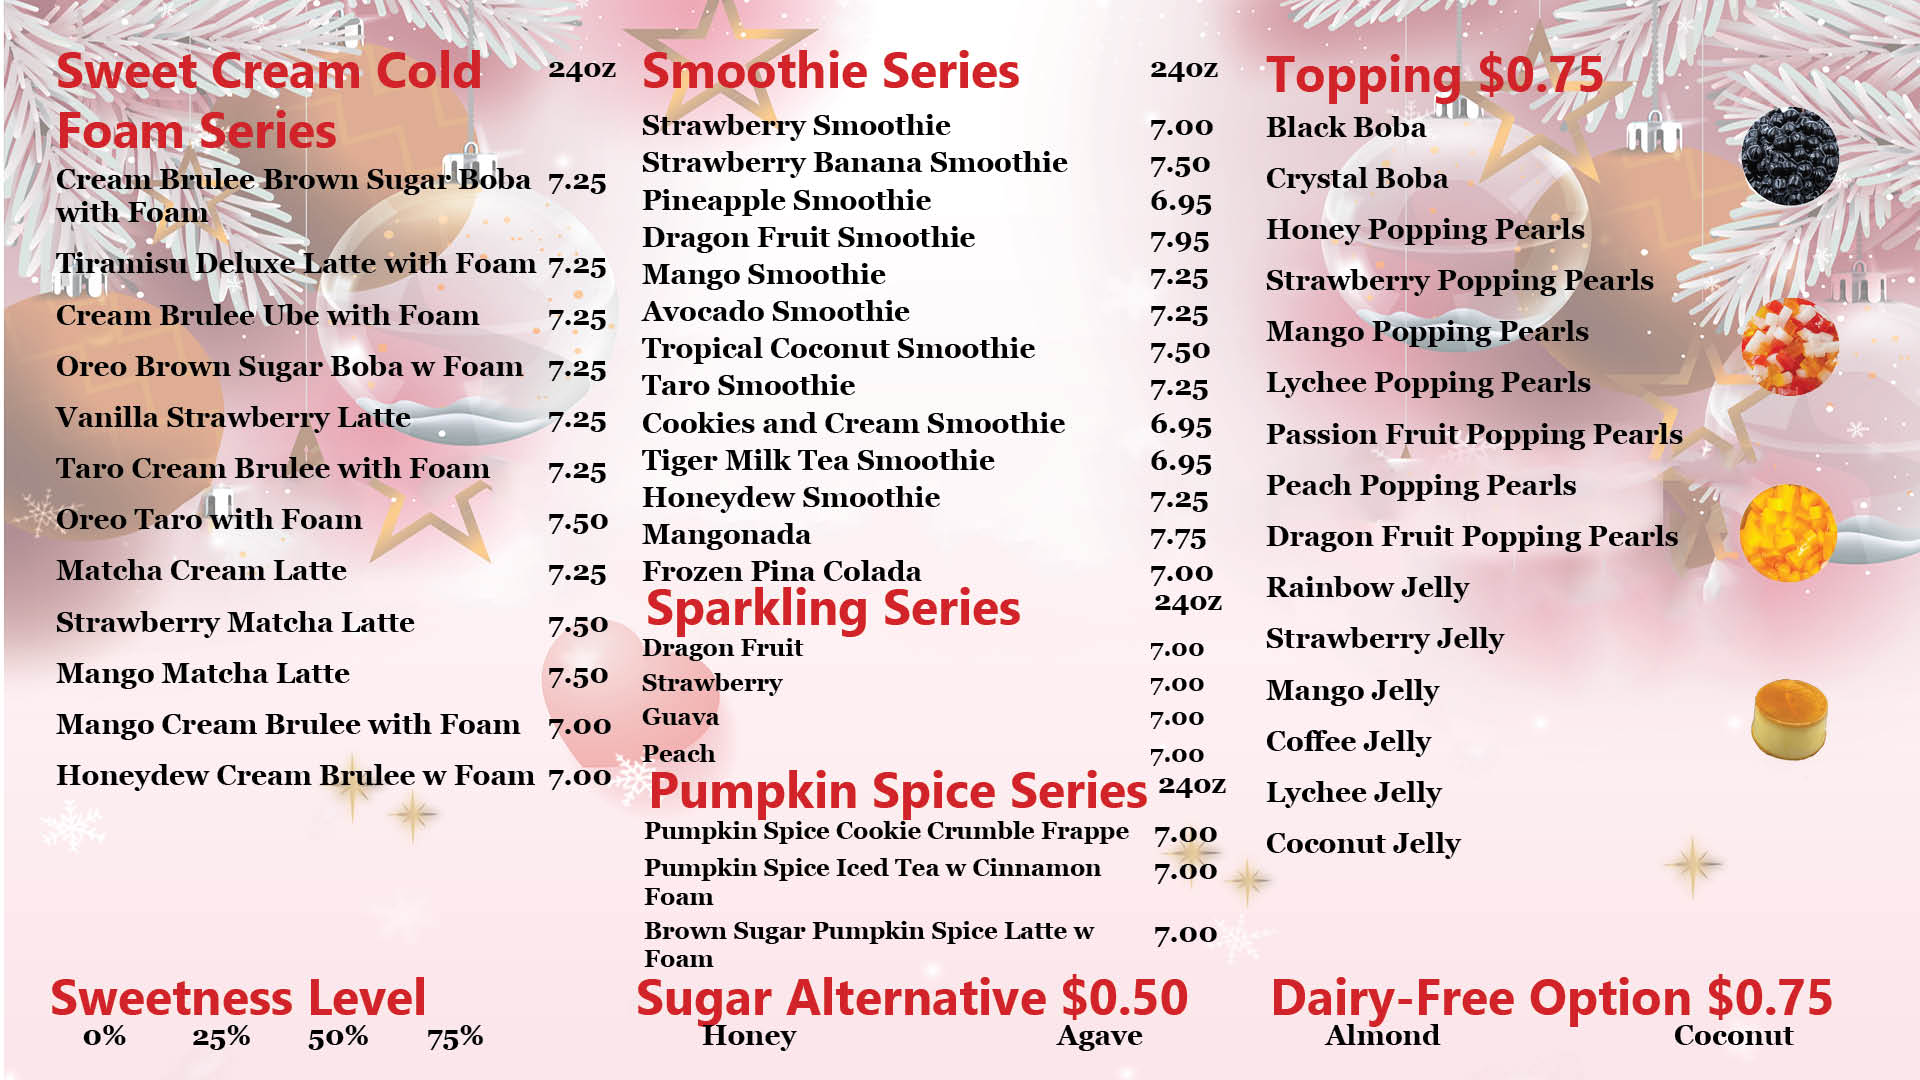 Sweet Cream Cold 24oz
Foam Series
Cream Brulee Brown Sugar Boba 7.25
with Foam
Tiramisu Deluxe Latte with Foam 7.25
Cream Brulee Ube with Foam 7.25
Oreo Brown Sugar Boba w Foam 7.25
Vanilla Strawberry Latte 7.25
Taro Cream Brulee with Foam 7.25
Oreo Taro with Foam 7.50
Matcha Cream Latte 7.25
Strawberry Matcha Latte 7.50
Mango Matcha Latte 7.50
Mango Cream Brulee with Foam 7.00
Honeydew Cream Brulee w Foam 7.00
Smoothie Series 24oz
Strawberry Smoothie 7.00
Strawberry Banana Smoothie 7.50
Pineapple Smoothie 6.95
Dragon Fruit Smoothie 7.95
Mango Smoothie 7.25
Avocado Smoothie 7.25
Tropical Coconut Smoothie 7.50
Taro Smoothie 7.25
Cookies and Cream Smoothie 6.95
Tiger Milk Tea Smoothie 6.95
Honeydew Smoothie 7.25
Mangonada 7.75
Frozen Pina Colada 7.00
Sparkling Series 24oz
Dragon Fruit 7.00
Strawberry 7.00
Guava 7.00
Peach 7.00
Pumpkin Spice Series 24oz
Pumpkin Spice Cookie Crumble Frappe 7.00
Pumpkin Spice Iced Tea w Cinnamon 7.00
Foam
Brown Sugar Pumpkin Spice Latte w 7.00
Foam
Topping $0.75
Black Boba
Crystal Boba
Honey Popping Pearls
Strawberry Popping Pearls
Mango Popping Pearls
Lychee Popping Pearls
Passion Fruit Popping Pearls
Peach Popping Pearls
Dragon Fruit Popping Pearls
Rainbow Jelly
Strawberry Jelly
Mango Jelly
Coffee Jelly
Lychee Jelly
Coconut Jelly
Sweetness Level
0% 25% 50% 75%
Sugar Alternative $0.50
Honey Agave
Dairy-Free Option $0.75
Almond Coconut